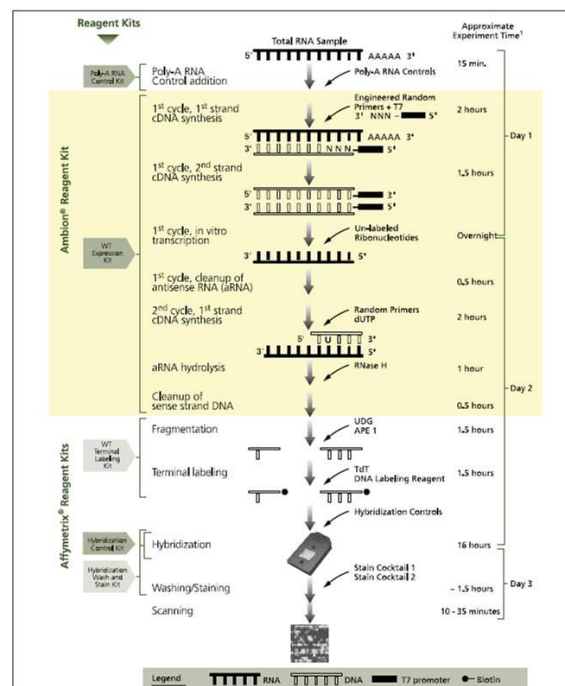 Reagent Kits
Approximate
Experiment Time¹
Total RNA Sample
5' AAAAA 3'
Poly-A RNA
Control Kit
Poly-A RNA
Control addition
Poly-A RNA Controls
15 min.
Ambion® Reagent Kit
WT
Expression
Kit
1st cycle, 1st strand
cDNA synthesis
Engineered Random
Primers + T7
3' NNN – 5'
2 hours
Day 1
5' AAAAA 3'
3' N N N 5'
1st cycle, 2nd strand
cDNA synthesis
1.5 hours
5' 3'
3' 5'
1st cycle, in vitro
transcription
Un-labeled
Ribonucleotides
Overnight
3' 5'
1st cycle, cleanup of
antisense RNA (aRNA)
0.5 hours
2nd cycle, 1st strand
cDNA synthesis
Random Primers
dUTP
2 hours
5' U 3'
3' 5'
aRNA hydrolysis
RNase H
1 hour
Day 2
Cleanup of
sense strand DNA
0.5 hours
Affymetrix® Reagent Kits
Fragmentation
UDG
APE 1
1.5 hours
WT
Terminal
Labeling
Kit
Terminal labeling
TdT
DNA Labeling Reagent
1.5 hours
Hybridization Controls
Hybridization
Control Kit
Hybridization
16 hours
Hybridization
Wash and
Stain Kit
Stain Cocktail 1
Stain Cocktail 2
Washing/Staining
~ 1.5 hours
Day 3
Scanning
10 - 35 minutes
Legend
RNA
DNA
T7 promoter
Biotin